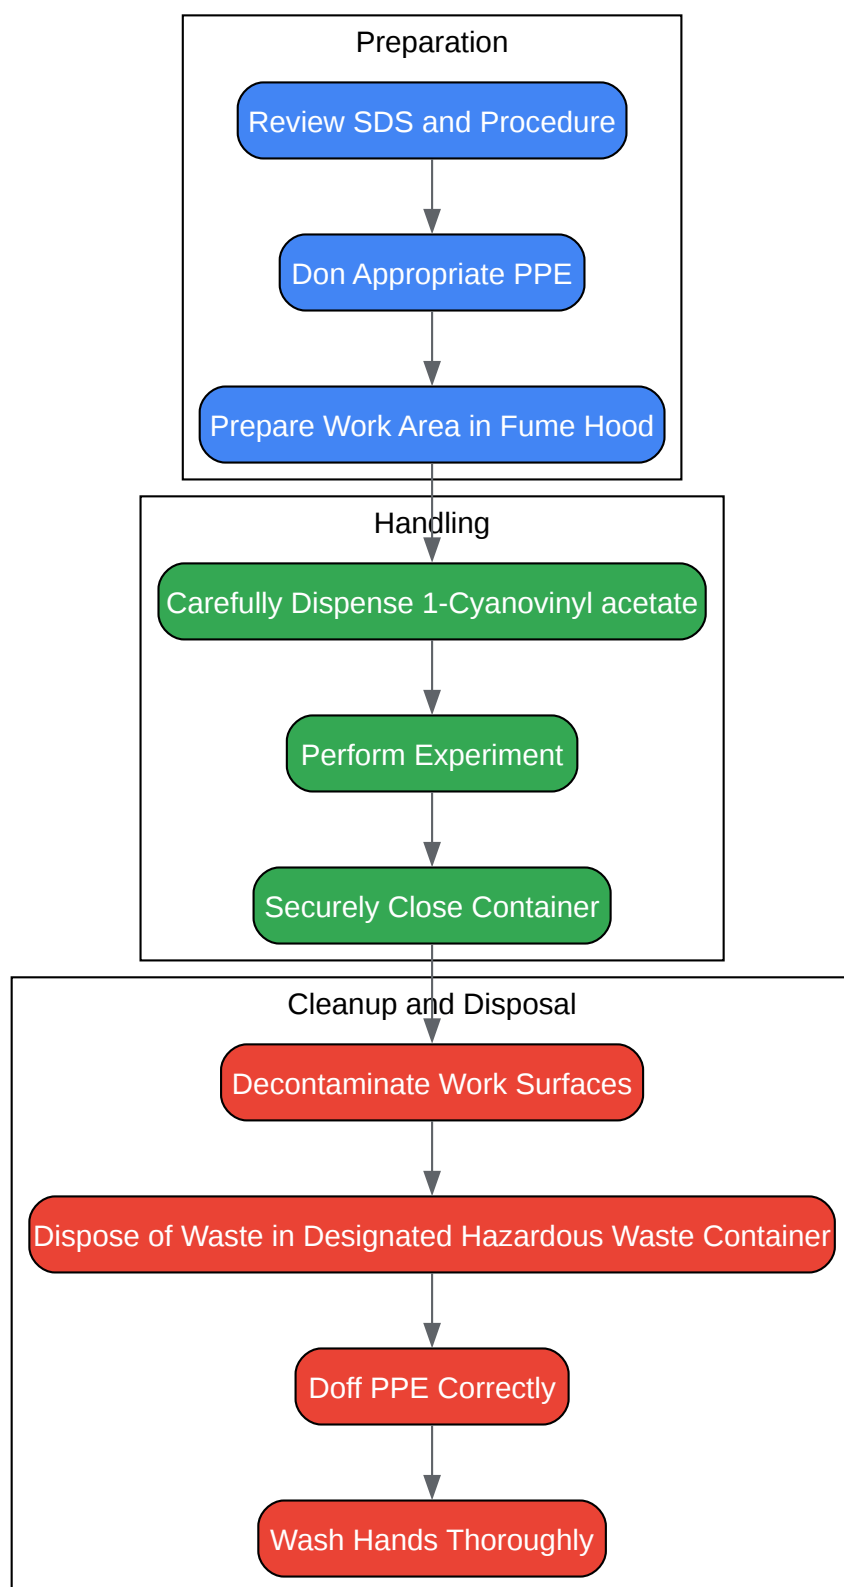 Preparation
Review SDS and Procedure
Don Appropriate PPE
Prepare Work Area in Fume Hood
Handling
Carefully Dispense 1-Cyanovinyl acetate
Perform Experiment
Securely Close Container
Cleanup and Disposal
Decontaminate Work Surfaces
Dispose of Waste in Designated Hazardous Waste Container
Doff PPE Correctly
Wash Hands Thoroughly